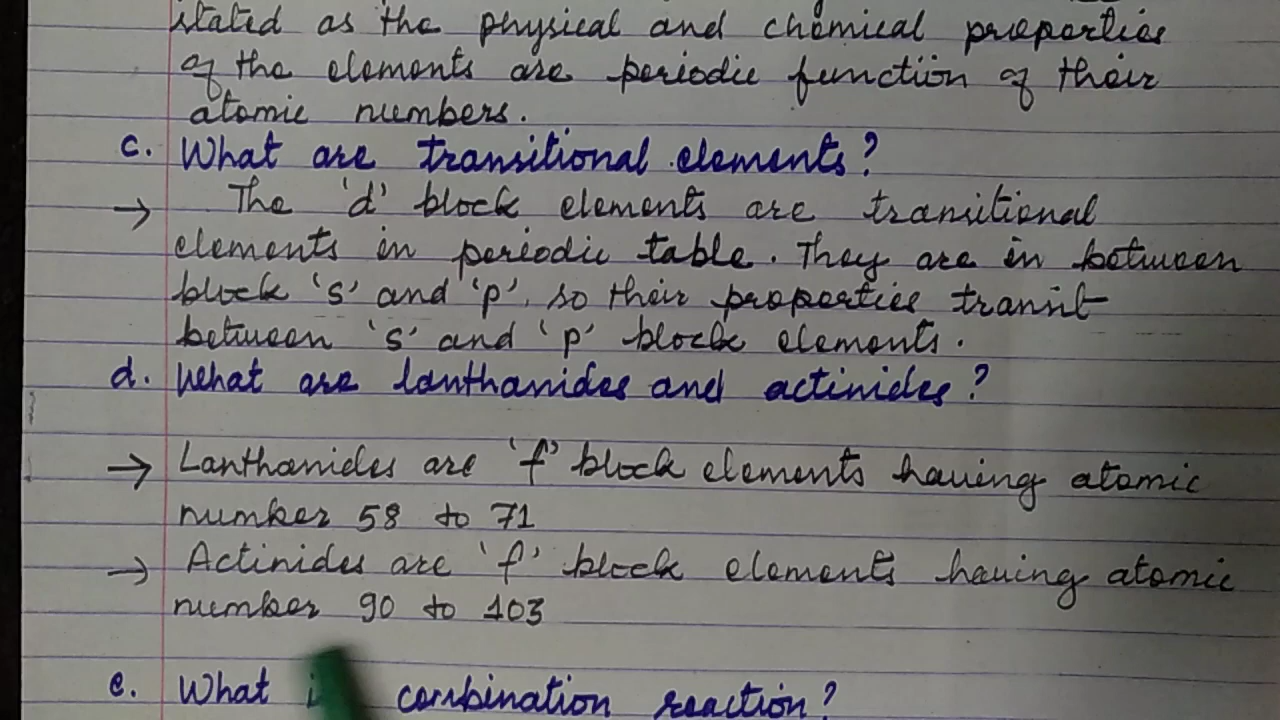 stated as the physical and chemical properties
of the elements are periodic function of their
atomic numbers.
c. What are transitional elements?
→ The 'd' block elements are transitional
elements in periodic table. They are in between
block 's' and 'p', so their properties transit
between 's' and 'p' block elements.
d. What are lanthanides and actinides?
→ Lanthanides are 'f' block elements having atomic
number 58 to 71
→ Actinides are 'f' block elements having atomic
number 90 to 103
e. What combination reaction?